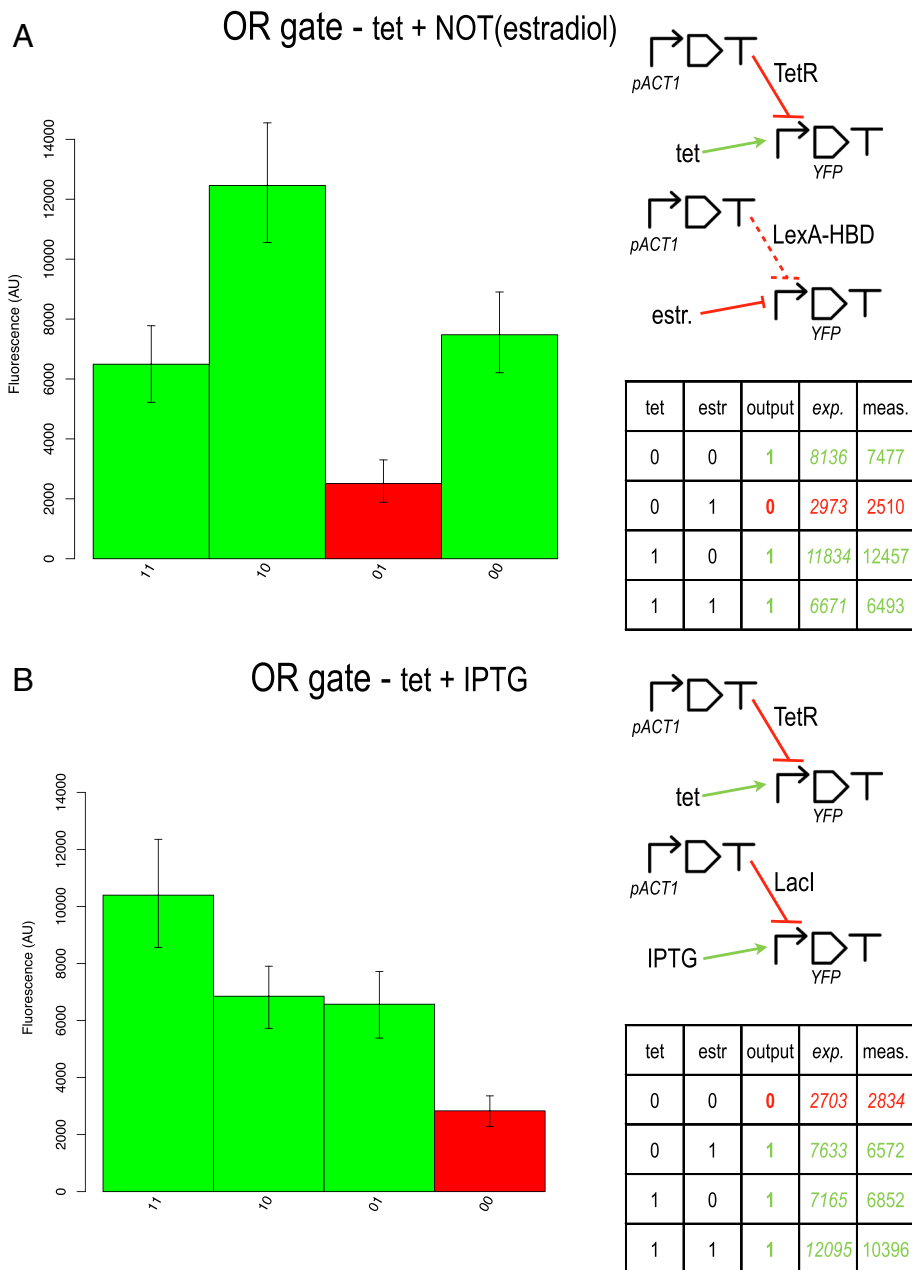 A
OR gate - tet + NOT(estradiol)
Fluorescence (AU)
0 2000 4000 6000 8000 10000 12000 14000
11 10 01 00
pACT1
TetR
tet
YFP
pACT1
LexA-HBD
estr.
YFP
tet estr output exp. meas.
0 0 1 8136 7477
0 1 0 2973 2510
1 0 1 11834 12457
1 1 1 6671 6493
B
OR gate - tet + IPTG
Fluorescence (AU)
0 2000 4000 6000 8000 10000 12000 14000
11 10 01 00
pACT1
TetR
tet
YFP
pACT1
LacI
IPTG
YFP
tet estr output exp. meas.
0 0 0 2703 2834
0 1 1 7633 6572
1 0 1 7165 6852
1 1 1 12095 10396